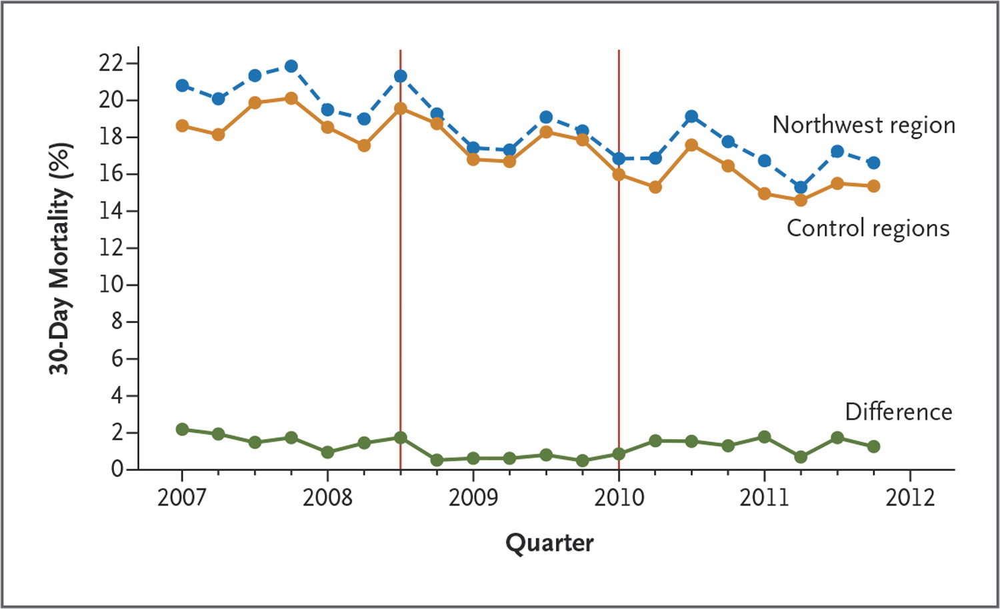 22
20
18
16
14
12
10
8
6
4
2
0
30-Day Mortality (%)
Northwest region
Control regions
Difference
2007 2008 2009 2010 2011 2012
Quarter